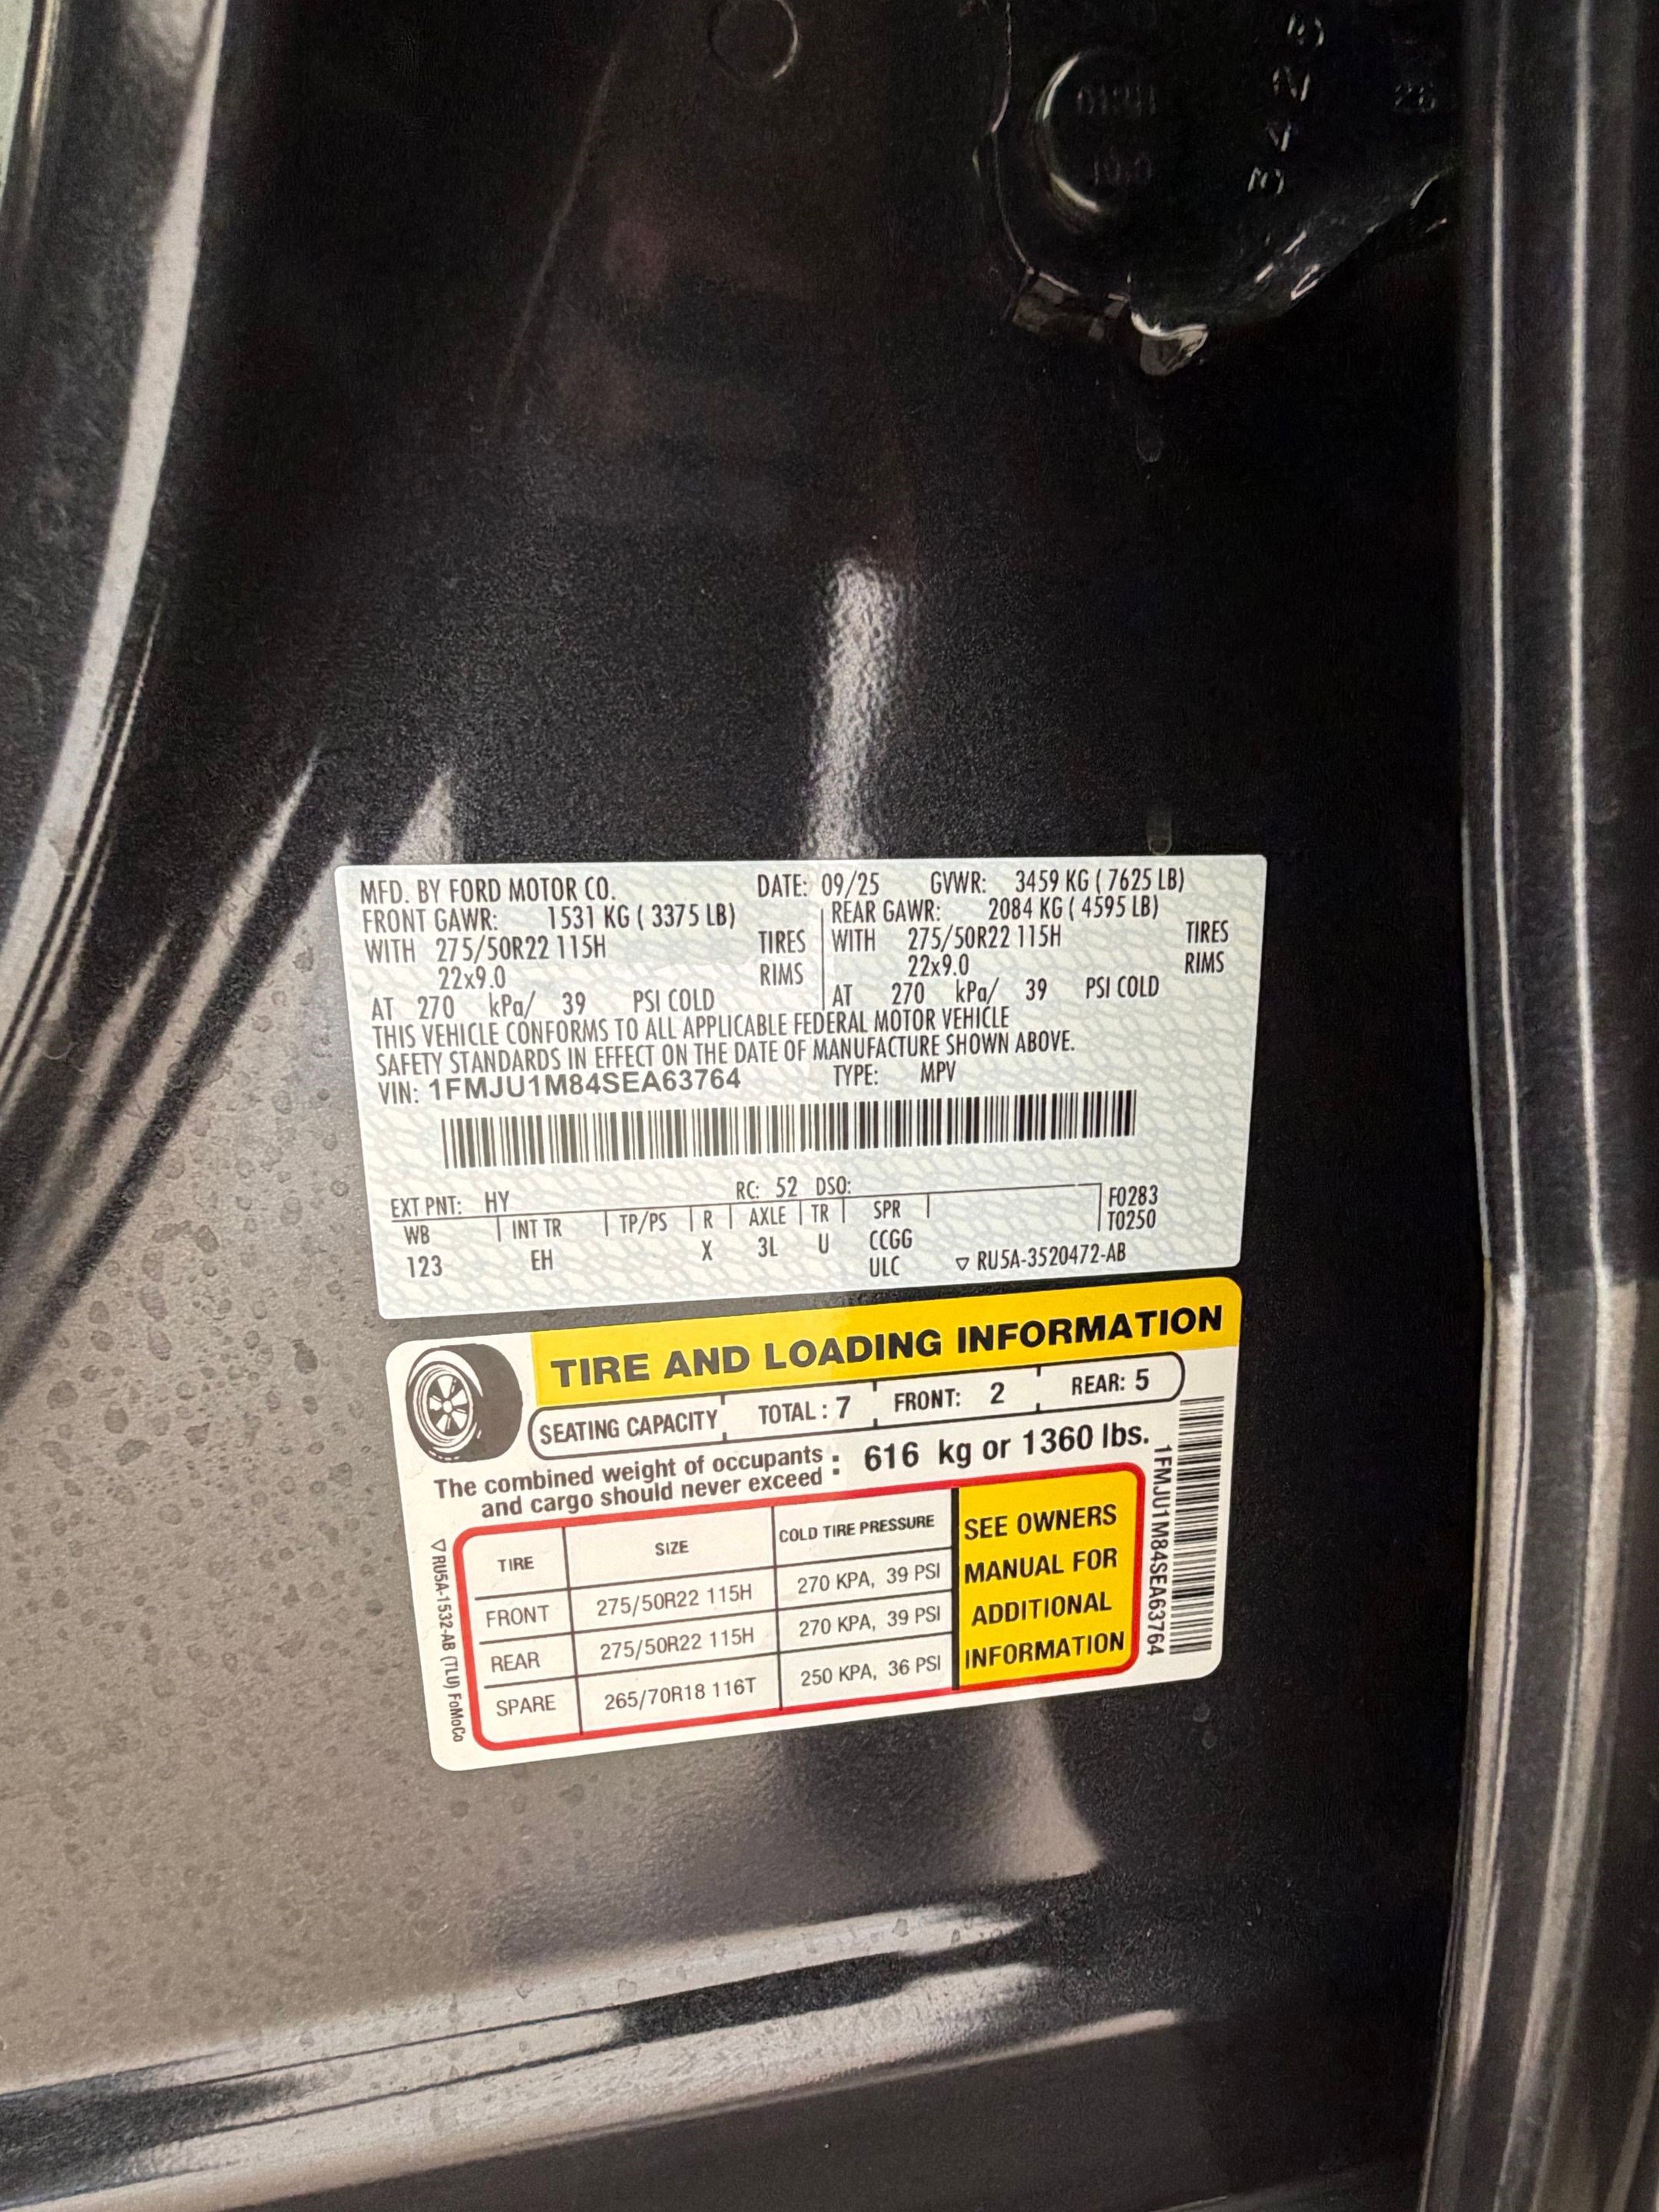 MFD. BY FORD MOTOR CO. DATE: 09/25 GVWR: 3459 KG ( 7625 LB)
FRONT GAWR: 1531 KG ( 3375 LB) REAR GAWR: 2084 KG ( 4595 LB)
WITH 275/50R22 115H TIRES WITH 275/50R22 115H TIRES
22x9.0 RIMS 22x9.0 RIMS
AT 270 kPa/ 39 PSI COLD AT 270 kPa/ 39 PSI COLD
THIS VEHICLE CONFORMS TO ALL APPLICABLE FEDERAL MOTOR VEHICLE
SAFETY STANDARDS IN EFFECT ON THE DATE OF MANUFACTURE SHOWN ABOVE.
VIN: 1FMJU1M84SEA63764 TYPE: MPV
EXT PNT: HY RC: 52 DSO:
WB INT TR TP/PS R AXLE TR SPR F0283
T0250
123 EH X 3L U CCGG
ULC ▽ RU5A-3520472-AB
TIRE AND LOADING INFORMATION
SEATING CAPACITY TOTAL : 7 FRONT: 2 REAR: 5
The combined weight of occupants : 616 kg or 1360 lbs.
and cargo should never exceed
TIRE SIZE COLD TIRE PRESSURE
FRONT 275/50R22 115H 270 KPA, 39 PSI
REAR 275/50R22 115H 270 KPA, 39 PSI
SPARE 265/70R18 116T 250 KPA, 36 PSI
SEE OWNERS
MANUAL FOR
ADDITIONAL
INFORMATION
▽ RU5A-1532-AB (TLU) FoMoCo
1FMJU1M84SEA63764